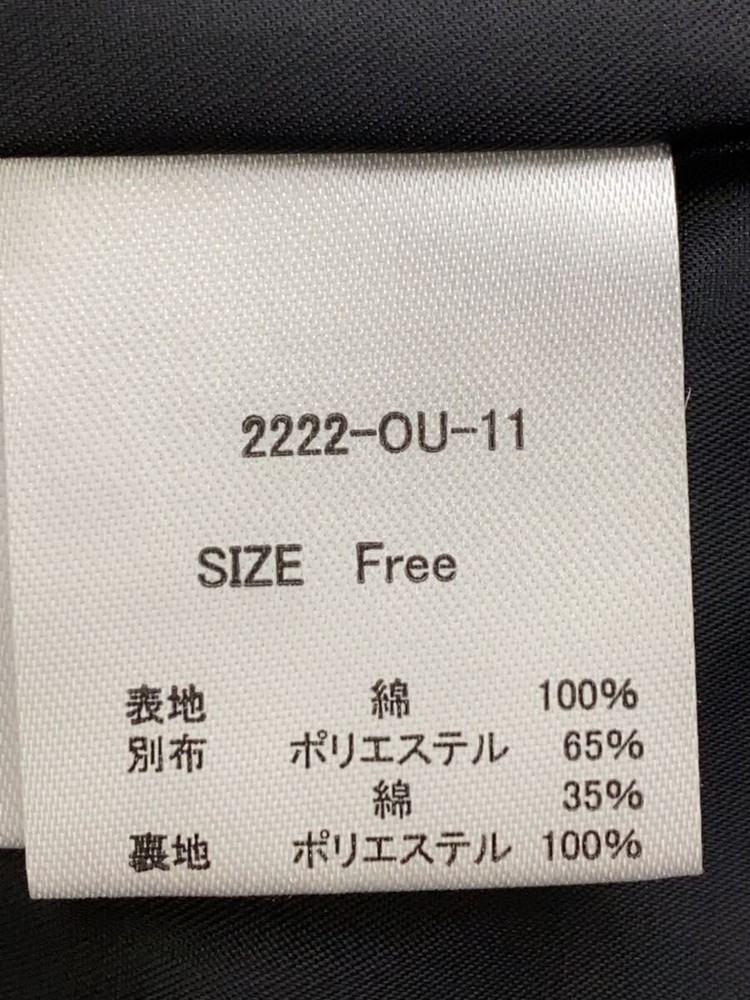 2222-OU-11
SIZE Free
表地 綿 100%
別布 ポリエステル 65%
綿 35%
裏地 ポリエステル 100%